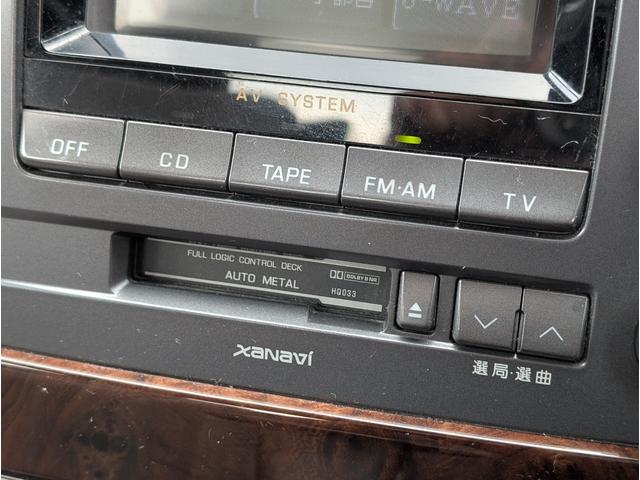 J-WAVE
AV SYSTEM
OFF CD TAPE FM·AM TV
FULL LOGIC CONTROL DECK
DOLBY B NR
AUTO METAL HQ033
xanavi
選局·選曲